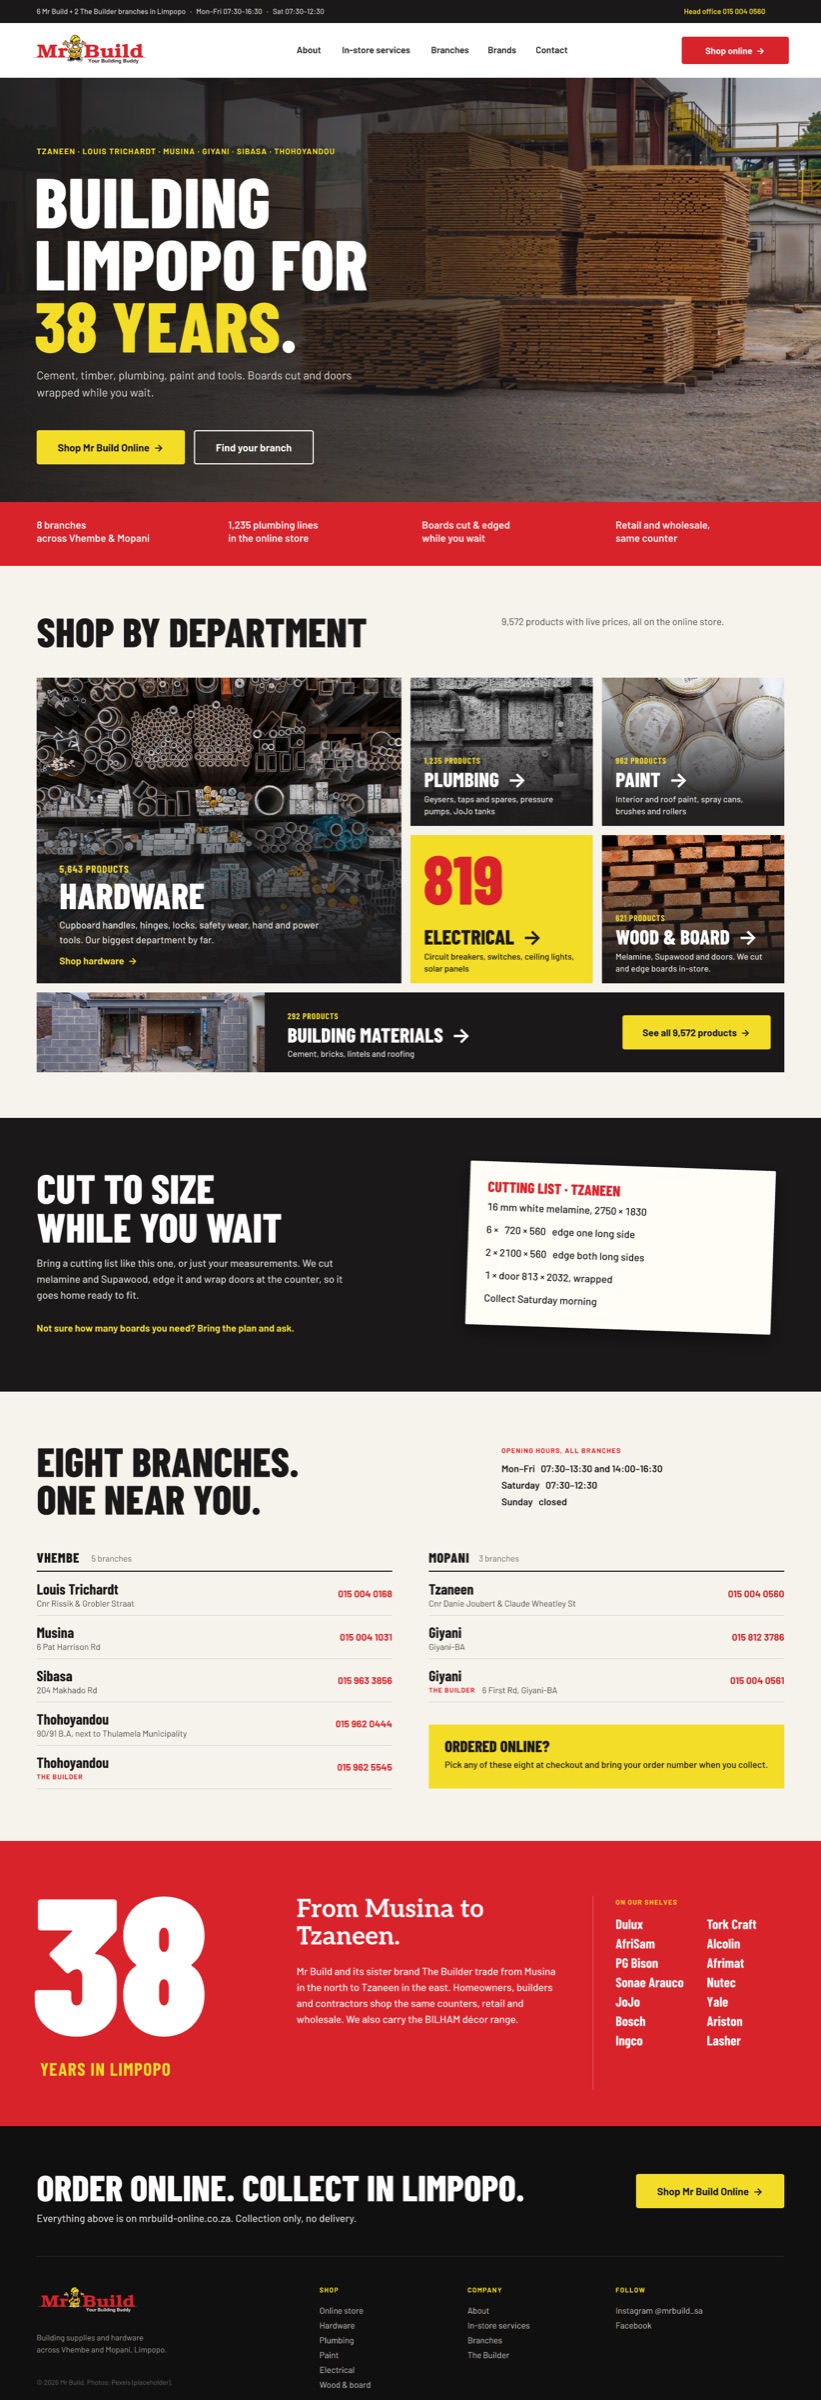 6 Mr Build + 2 The Builder branches in Limpopo · Mon–Fri 07:30–16:30 · Sat 07:30–12:30
Head office 015 004 0560
Mr Build
Your Building Buddy
About
In-store services
Branches
Brands
Contact
Shop online →
TZANEEN · LOUIS TRICHARDT · MUSINA · GIYANI · SIBASA · THOHOYANDOU
BUILDING
LIMPOPO FOR
38 YEARS.
Cement, timber, plumbing, paint and tools. Boards cut and doors
wrapped while you wait.
Shop Mr Build Online →
Find your branch
8 branches
across Vhembe & Mopani
1,235 plumbing lines
in the online store
Boards cut & edged
while you wait
Retail and wholesale,
same counter
SHOP BY DEPARTMENT
9,572 products with live prices, all on the online store.
5,643 PRODUCTS
HARDWARE
Cupboard handles, hinges, locks, safety wear, hand and power
tools. Our biggest department by far.
Shop hardware →
1,235 PRODUCTS
PLUMBING →
Geysers, taps and spares, pressure
pumps, JoJo tanks
962 PRODUCTS
PAINT →
Interior and roof paint, spray cans,
brushes and rollers
819
ELECTRICAL →
Circuit breakers, switches, ceiling lights,
solar panels
621 PRODUCTS
WOOD & BOARD →
Melamine, Supawood and doors. We cut
and edge boards in-store.
292 PRODUCTS
BUILDING MATERIALS →
Cement, bricks, lintels and roofing
See all 9,572 products →
CUT TO SIZE
WHILE YOU WAIT
Bring a cutting list like this one, or just your measurements. We cut
melamine and Supawood, edge it and wrap doors at the counter, so it
goes home ready to fit.
Not sure how many boards you need? Bring the plan and ask.
CUTTING LIST · TZANEEN
16 mm white melamine, 2750 × 1830
6 × 720 × 560 edge one long side
2 × 2100 × 560 edge both long sides
1 × door 813 × 2032, wrapped
Collect Saturday morning
EIGHT BRANCHES.
ONE NEAR YOU.
OPENING HOURS, ALL BRANCHES
Mon–Fri 07:30–13:30 and 14:00–16:30
Saturday 07:30–12:30
Sunday closed
VHEMBE 5 branches
Louis Trichardt
Cnr Rissik & Grobler Straat
015 004 0168
Musina
6 Pat Harrison Rd
015 004 1031
Sibasa
204 Makhado Rd
015 963 3856
Thohoyandou
90/91 B.A, next to Thulamela Municipality
015 962 0444
Thohoyandou
THE BUILDER
015 962 5545
MOPANI 3 branches
Tzaneen
Cnr Danie Joubert & Claude Wheatley St
015 004 0560
Giyani
Giyani-BA
015 812 3786
Giyani
THE BUILDER 6 First Rd, Giyani-BA
015 004 0561
ORDERED ONLINE?
Pick any of these eight at checkout and bring your order number when you collect.
38
YEARS IN LIMPOPO
From Musina to
Tzaneen.
Mr Build and its sister brand The Builder trade from Musina
in the north to Tzaneen in the east. Homeowners, builders
and contractors shop the same counters, retail and
wholesale. We also carry the BILHAM décor range.
ON OUR SHELVES
Dulux
AfriSam
PG Bison
Sonae Arauco
JoJo
Bosch
Ingco
Tork Craft
Alcolin
Afrimat
Nutec
Yale
Ariston
Lasher
ORDER ONLINE. COLLECT IN LIMPOPO.
Everything above is on mrbuild-online.co.za. Collection only, no delivery.
Shop Mr Build Online →
Mr Build
Your Building Buddy
Building supplies and hardware
across Vhembe and Mopani, Limpopo.
© 2026 Mr Build. Photos: Pexels (placeholder).
SHOP
Online store
Hardware
Plumbing
Paint
Electrical
Wood & board
COMPANY
About
In-store services
Branches
The Builder
FOLLOW
Instagram @mrbuild_sa
Facebook